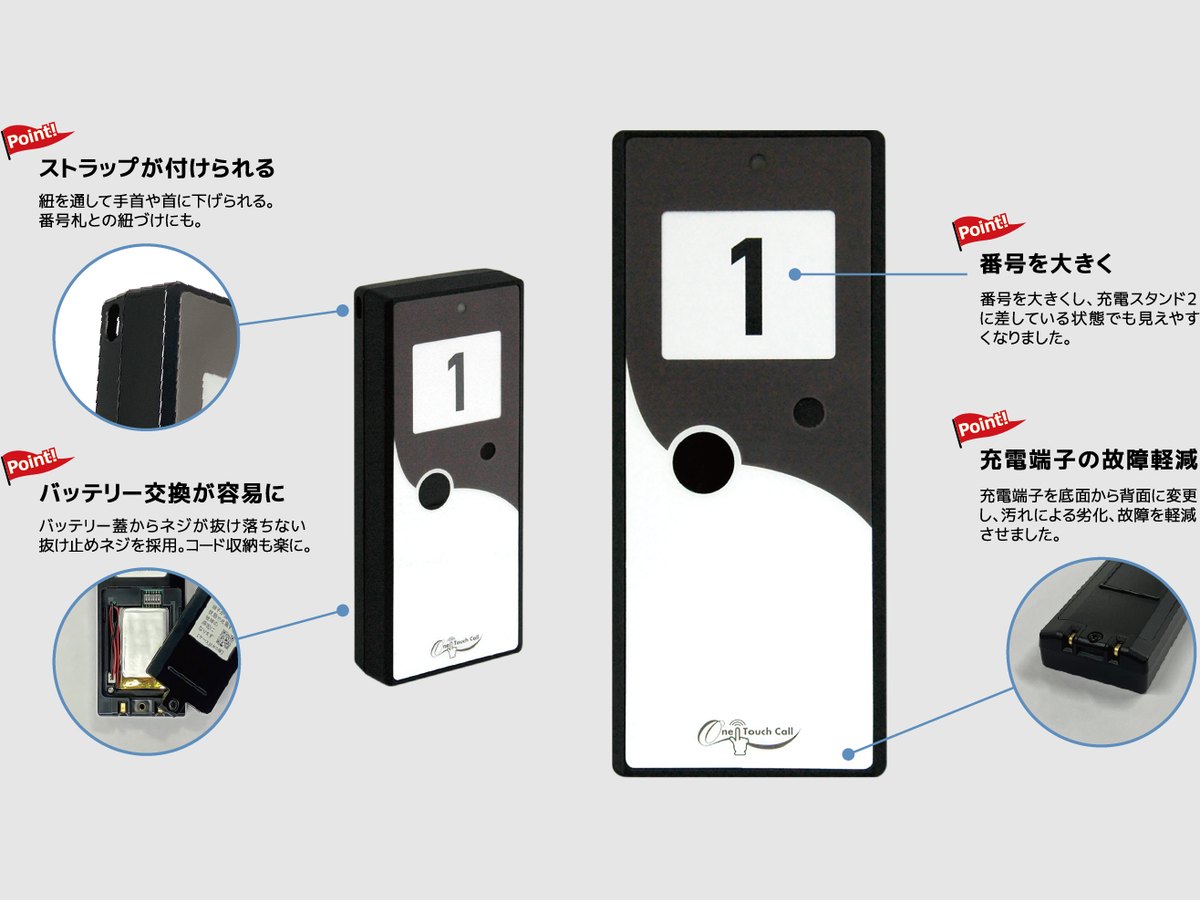 Point!
ストラップが付けられる
紐を通して手首や首に下げられる。
番号札との紐づけにも。
Point!
バッテリー交換が容易に
バッテリー蓋からネジが抜け落ちない
抜け止めネジを採用。コード収納も楽に。
1
One Touch Call
1
One Touch Call
Point!
番号を大きく
番号を大きくし、充電スタンド2
に差している状態でも見えやす
くなりました。
Point!
充電端子の故障軽減
充電端子を底面から背面に変更
し、汚れによる劣化、故障を軽減
させました。